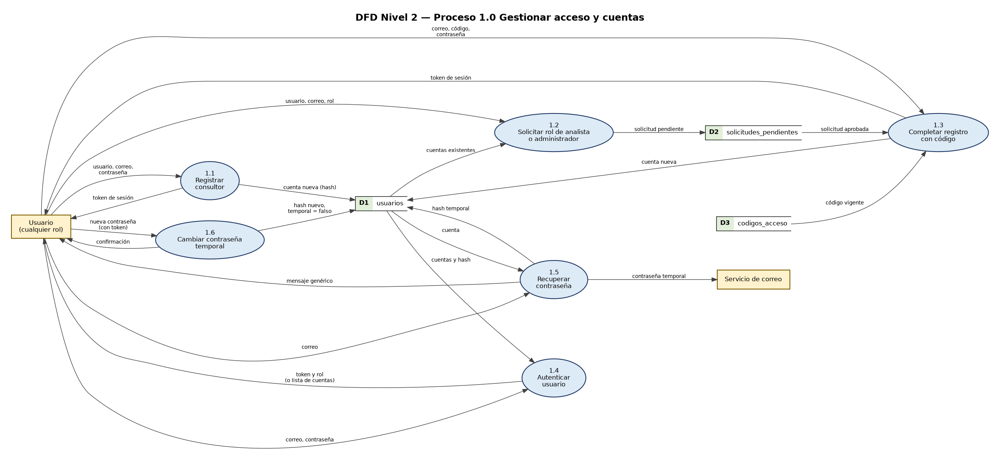 DFD Nivel 2 — Proceso 1.0 Gestionar acceso y cuentas
correo, código,
contraseña
token de sesión
usuario, correo, rol
1.2
Solicitar rol de analista
o administrador
solicitud pendiente
D2 solicitudes_pendientes
solicitud aprobada
1.3
Completar registro
con código
cuentas existentes
cuenta nueva
usuario, correo,
contraseña
1.1
Registrar
consultor
cuenta nueva (hash)
token de sesión
D1 usuarios
hash nuevo,
temporal = falso
hash temporal
código vigente
Usuario
(cualquier rol)
nueva contraseña
(con token)
1.6
Cambiar contraseña
temporal
confirmación
cuenta
D3 codigos_acceso
cuentas y hash
mensaje genérico
1.5
Recuperar
contraseña
contraseña temporal
Servicio de correo
correo
token y rol
(o lista de cuentas)
1.4
Autenticar
usuario
correo, contraseña